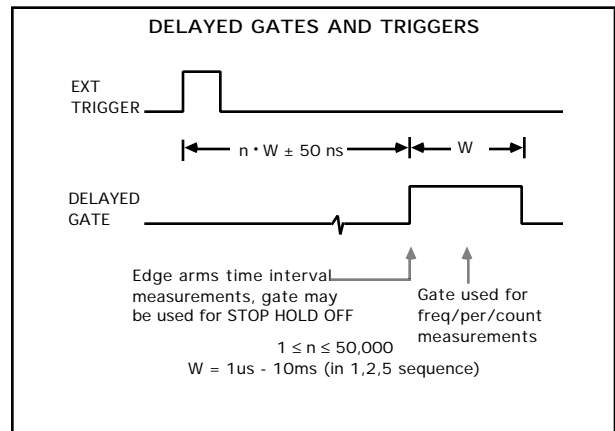 DELAYED GATES AND TRIGGERS
EXT
TRIGGER
n · W ± 50 ns
W
DELAYED
GATE
Edge arms time interval
measurements, gate may
be used for STOP HOLD OFF
Gate used for
freq/per/count
measurements
1 ≤ n ≤ 50,000
W = 1us - 10ms (in 1,2,5 sequence)